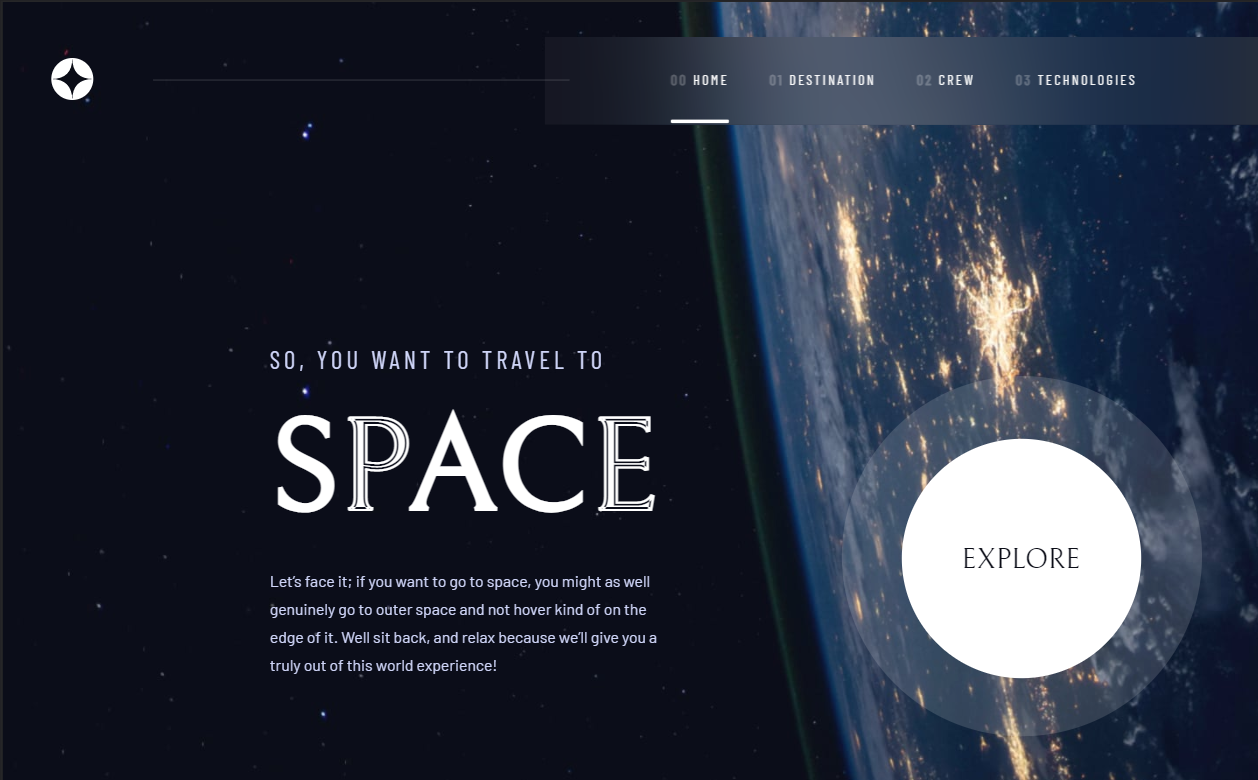 00 HOME 01 DESTINATION 02 CREW 03 TECHNOLOGIES
SO, YOU WANT TO TRAVEL TO
SPACE
Let’s face it; if you want to go to space, you might as well
genuinely go to outer space and not hover kind of on the
edge of it. Well sit back, and relax because we’ll give you a
truly out of this world experience!
EXPLORE